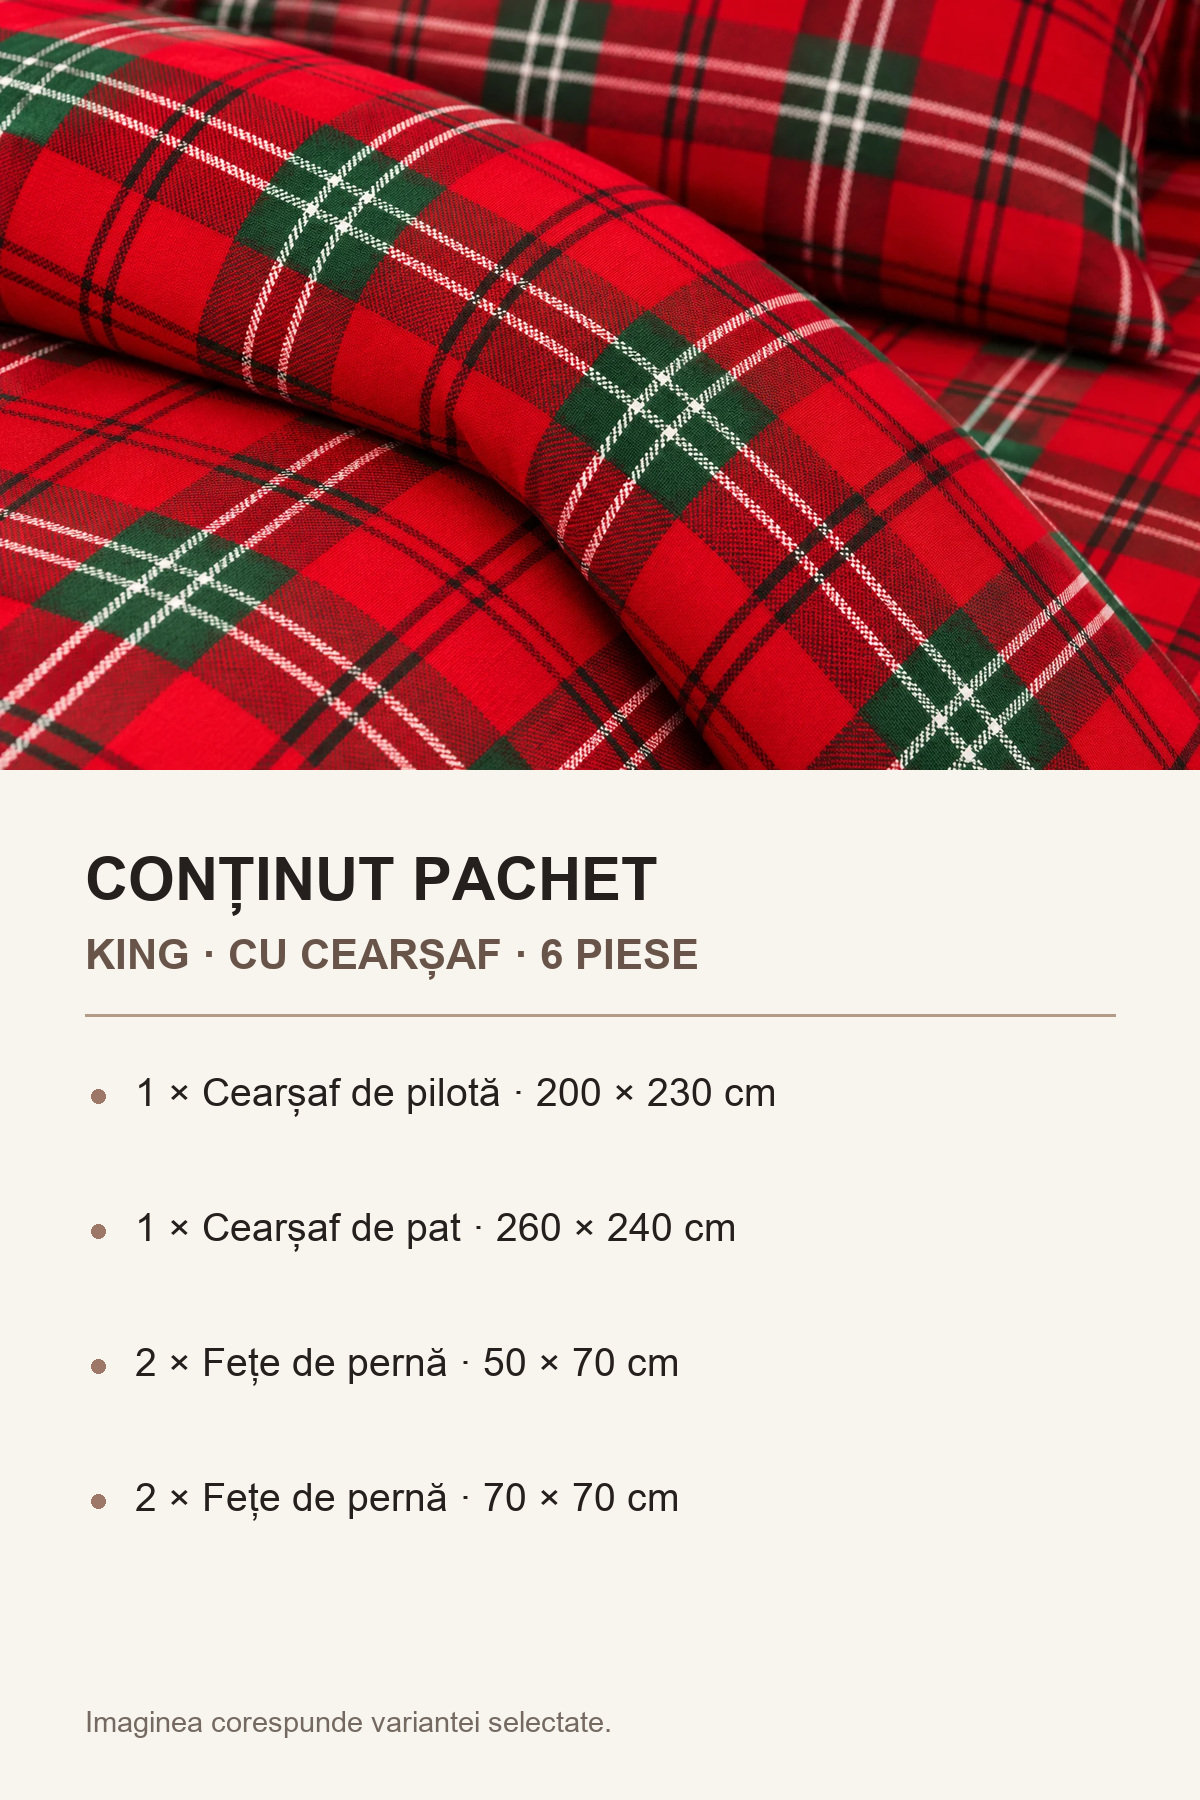 CONȚINUT PACHET
KING · CU CEARȘAF · 6 PIESE
1 × Cearșaf de pilotă · 200 × 230 cm
1 × Cearșaf de pat · 260 × 240 cm
2 × Fețe de pernă · 50 × 70 cm
2 × Fețe de pernă · 70 × 70 cm
Imaginea corespunde variantei selectate.